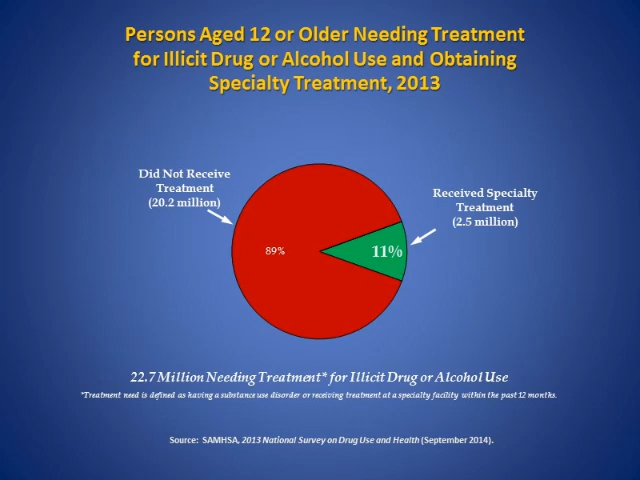 Persons Aged 12 or Older Needing Treatment
for Illicit Drug or Alcohol Use and Obtaining
Specialty Treatment, 2013
Did Not Receive
Treatment
(20.2 million)
Received Specialty
Treatment
(2.5 million)
89%
11%
22.7 Million Needing Treatment* for Illicit Drug or Alcohol Use
*Treatment need is defined as having a substance use disorder or receiving treatment at a specialty facility within the past 12 months.
Source: SAMHSA, 2013 National Survey on Drug Use and Health (September 2014).